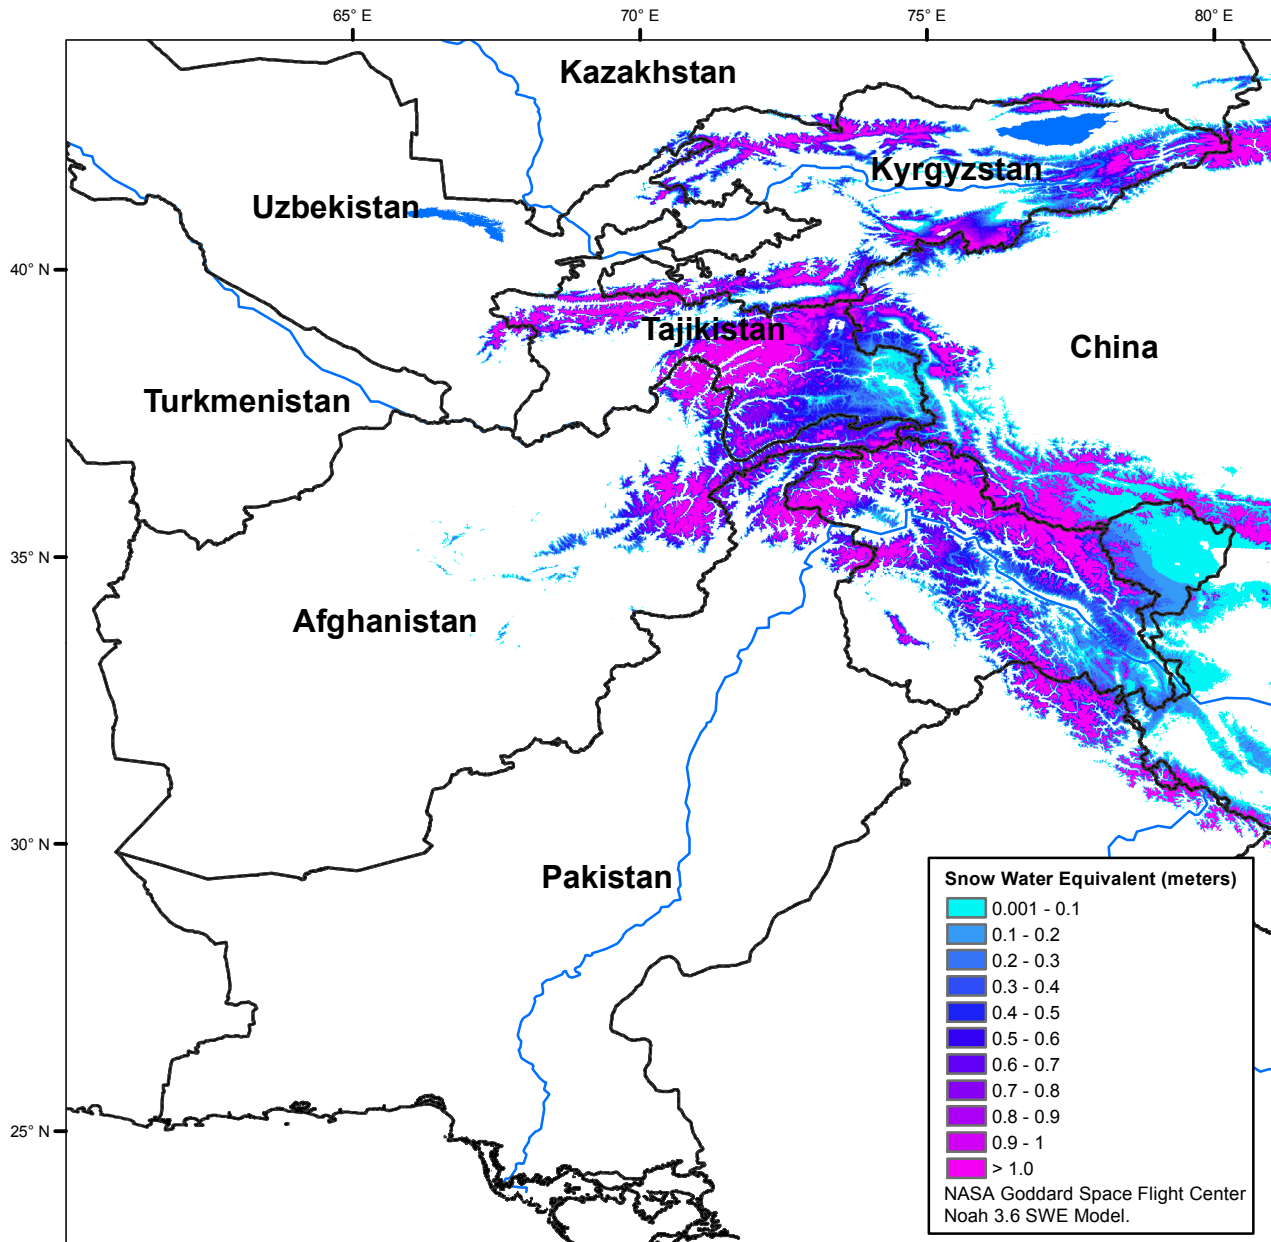 65° E
70° E
75° E
80° E
Kazakhstan
Kyrgyzstan
Uzbekistan
40° N
Tajikistan
China
Turkmenistan
35° N
Afghanistan
30° N
Pakistan
25° N
Snow Water Equivalent (meters)
0.001 - 0.1
0.1 - 0.2
0.2 - 0.3
0.3 - 0.4
0.4 - 0.5
0.5 - 0.6
0.6 - 0.7
0.7 - 0.8
0.8 - 0.9
0.9 - 1
> 1.0
NASA Goddard Space Flight Center
Noah 3.6 SWE Model.